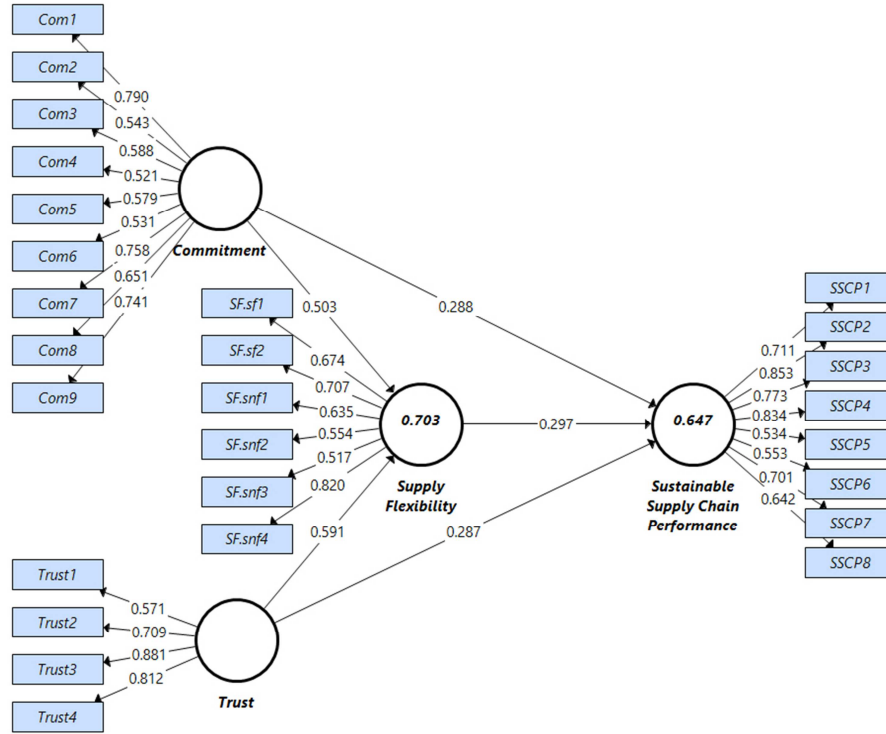 Com1
Com2
Com3
Com4
Com5
Com6
Com7
Com8
Com9
0.790
0.543
0.588
0.521
0.579
0.531
0.758
0.651
0.741
Commitment
SF.sf1
SF.sf2
SF.snf1
SF.snf2
SF.snf3
SF.snf4
0.674
0.707
0.635
0.554
0.517
0.820
0.503
0.288
0.703
Supply
Flexibility
0.297
0.591
0.287
0.647
Sustainable
Supply Chain
Performance
0.711
0.853
0.773
0.834
0.534
0.553
0.701
0.642
SSCP1
SSCP2
SSCP3
SSCP4
SSCP5
SSCP6
SSCP7
SSCP8
Trust1
Trust2
Trust3
Trust4
0.571
0.709
0.881
0.812
Trust